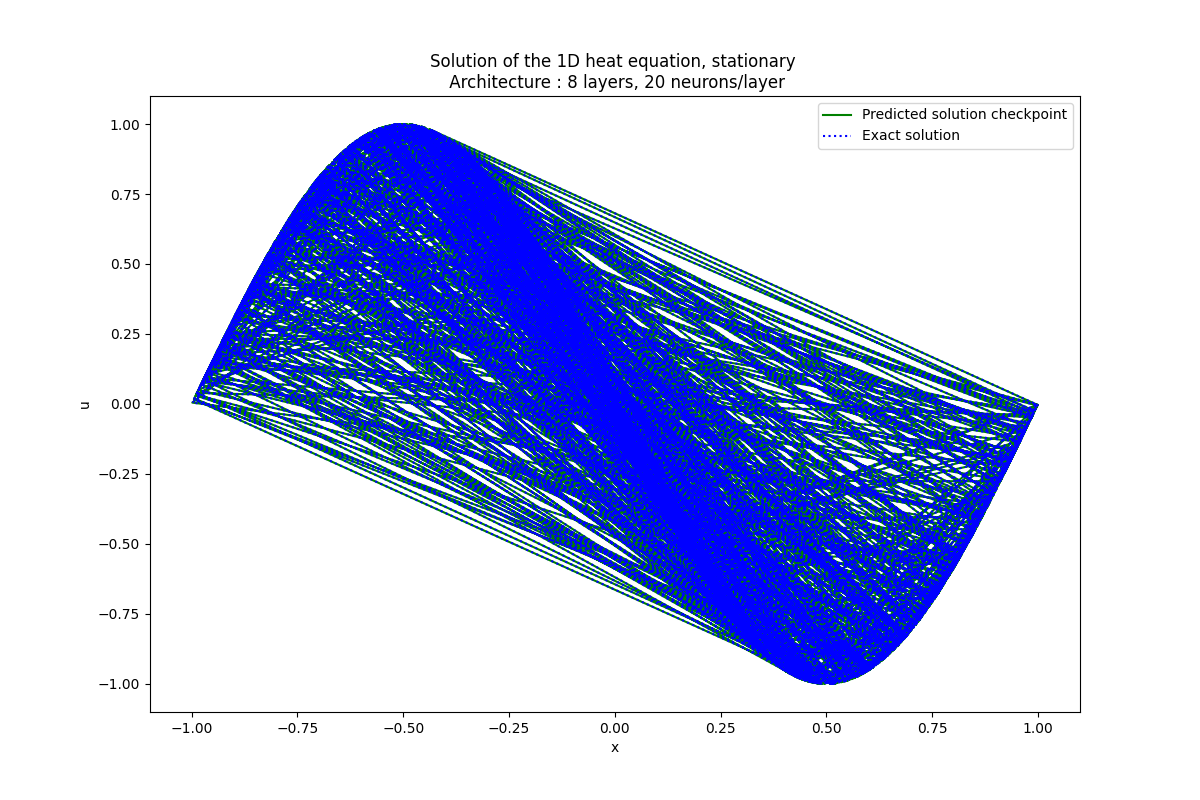 Solution of the 1D heat equation, stationary
Architecture : 8 layers, 20 neurons/layer
Predicted solution checkpoint
Exact solution
1.00
0.75
0.50
0.25
0.00
−0.25
−0.50
−0.75
−1.00
u
−1.00 −0.75 −0.50 −0.25 0.00 0.25 0.50 0.75 1.00
x